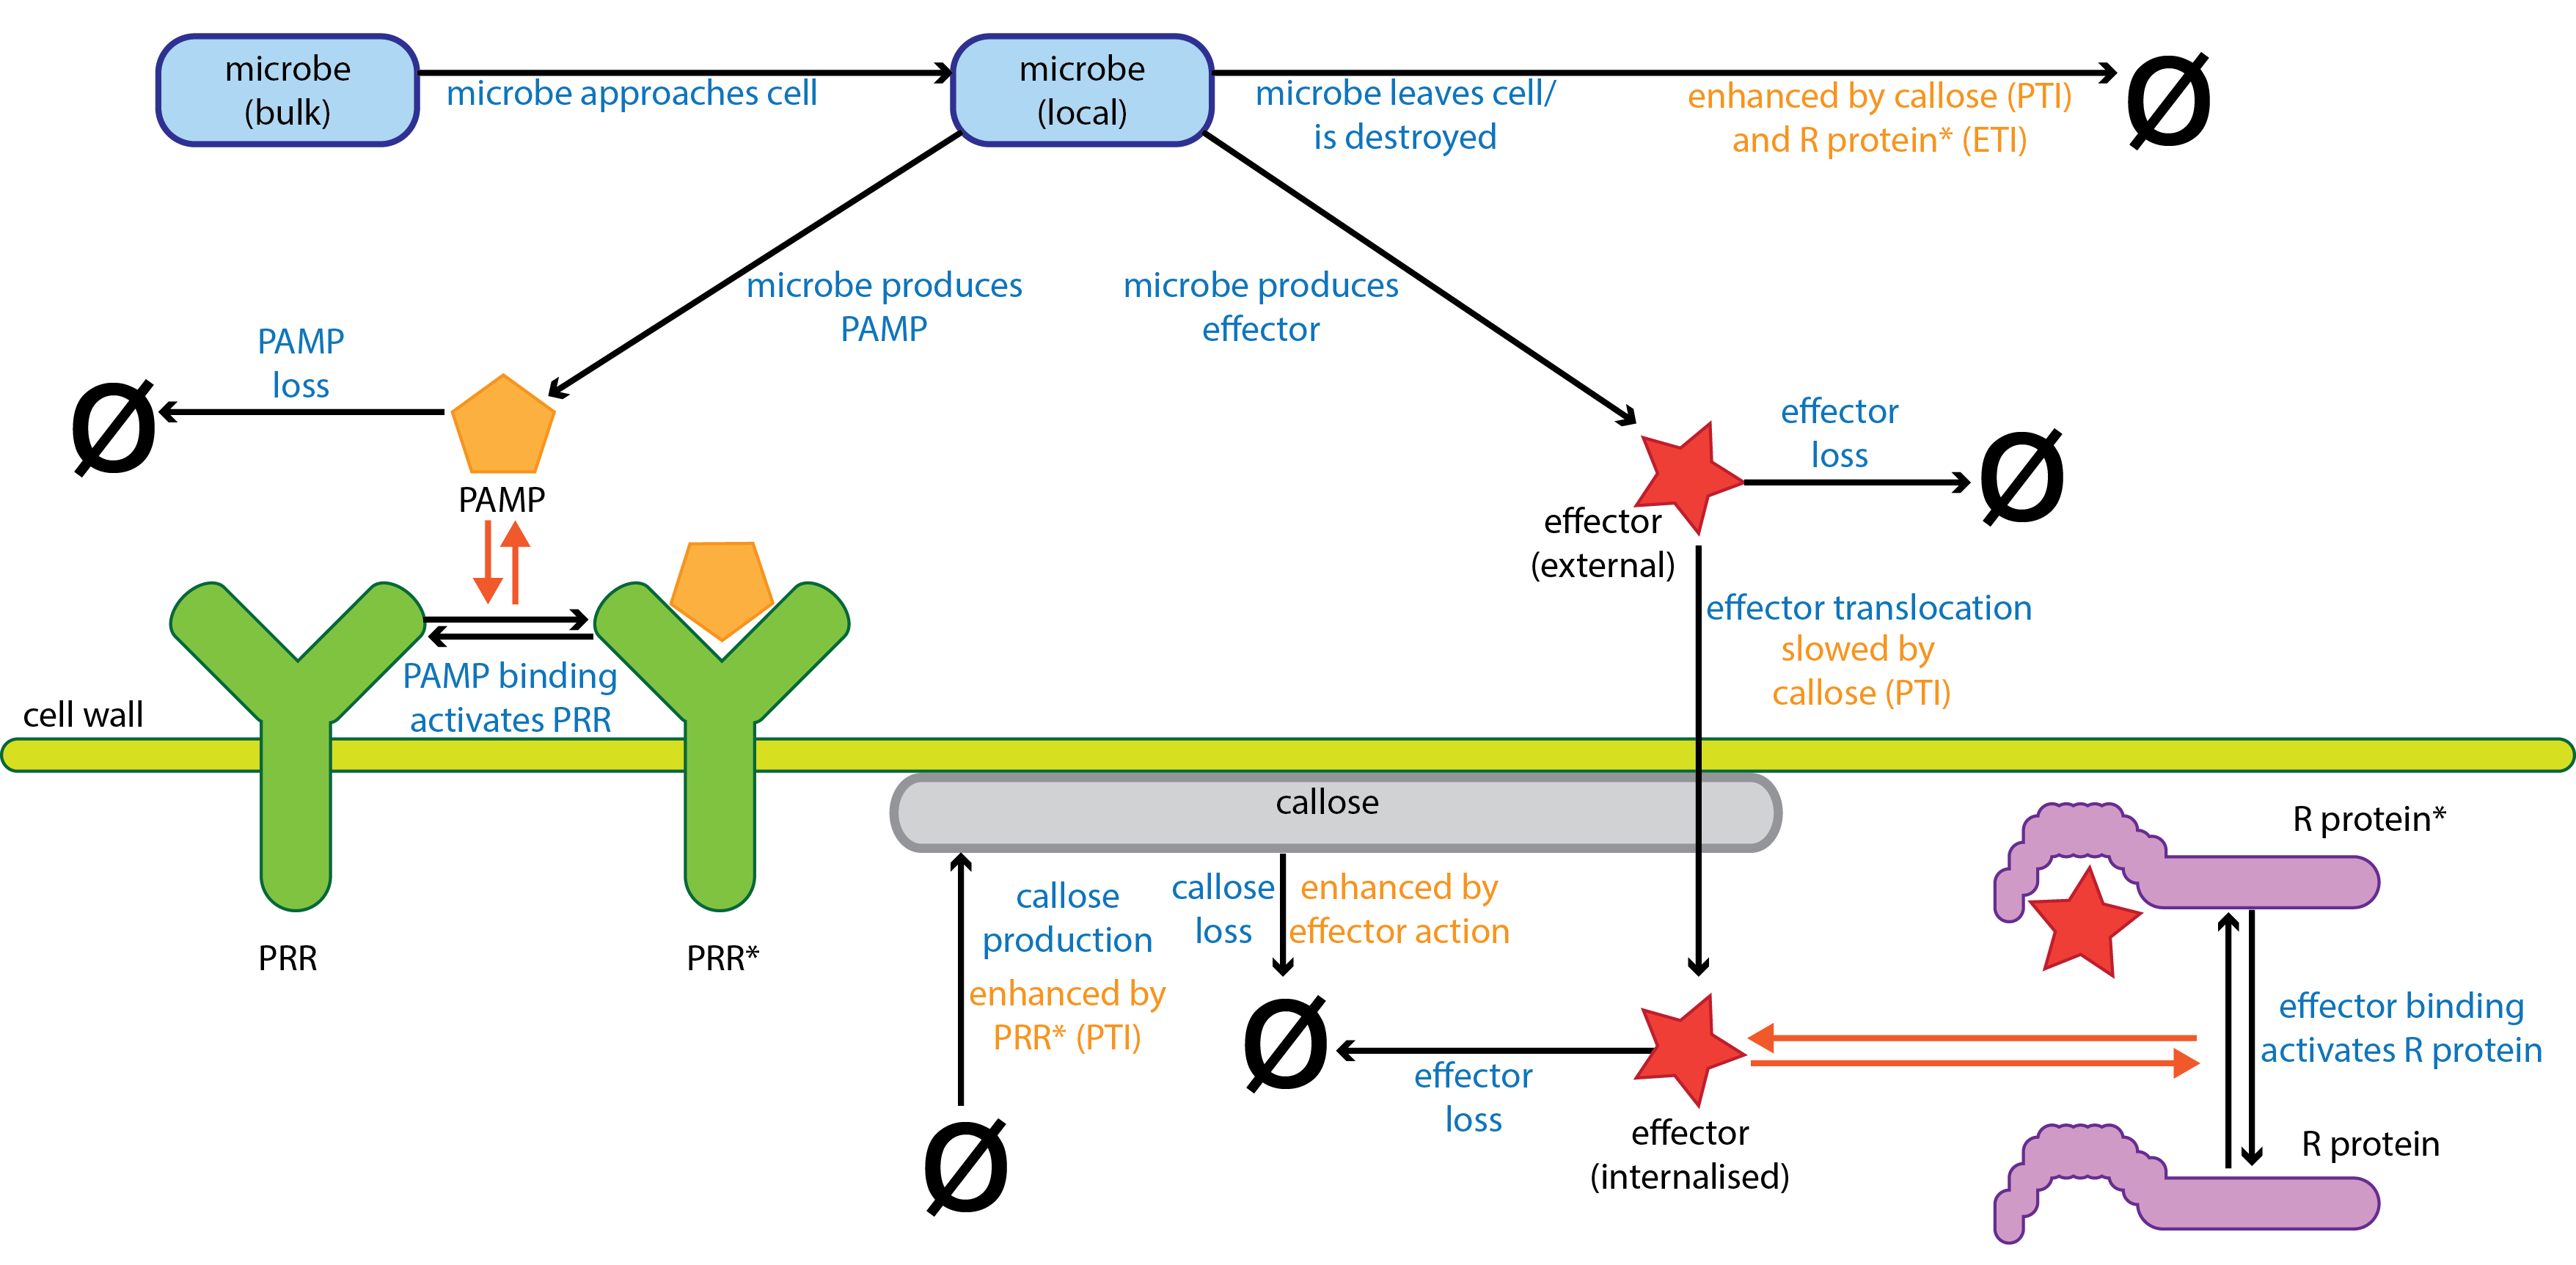 microbe
(bulk)
microbe approaches cell
microbe
(local)
microbe leaves cell/
is destroyed
enhanced by callose (PTI)
and R protein* (ETI)
Ø
microbe produces
PAMP
microbe produces
effector
PAMP
loss
Ø
PAMP
effector
loss
Ø
effector
(external)
effector translocation
slowed by
callose (PTI)
PAMP binding
activates PRR
cell wall
callose
R protein*
PRR
PRR*
callose
production
enhanced by
PRR* (PTI)
Ø
callose
loss
enhanced by
effector action
Ø
effector
loss
effector
(internalised)
effector binding
activates R protein
R protein